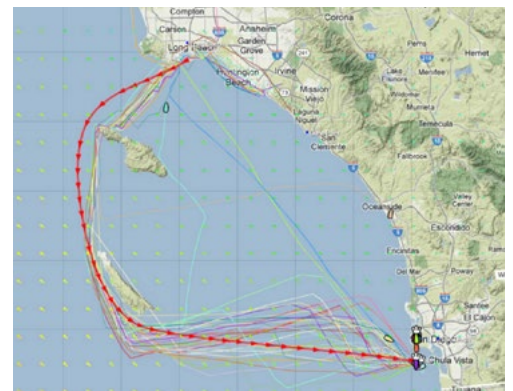 Compton
Corona
Carson
Anaheim
Garden
Grove
Long Beach
Huntington
Beach
Irvine
Perris
Hemet
Menifee
Mission
Viejo
Lake
Elsinore
Wildomar
Laguna
Niguel
Murrieta
Temecula
San
Clemente
Fallbrook
Valley
Center
Oceanside
Escondido
Encinitas
Del Mar
Poway
Santee
El Cajon
San Diego
Chula Vista
Tijuana